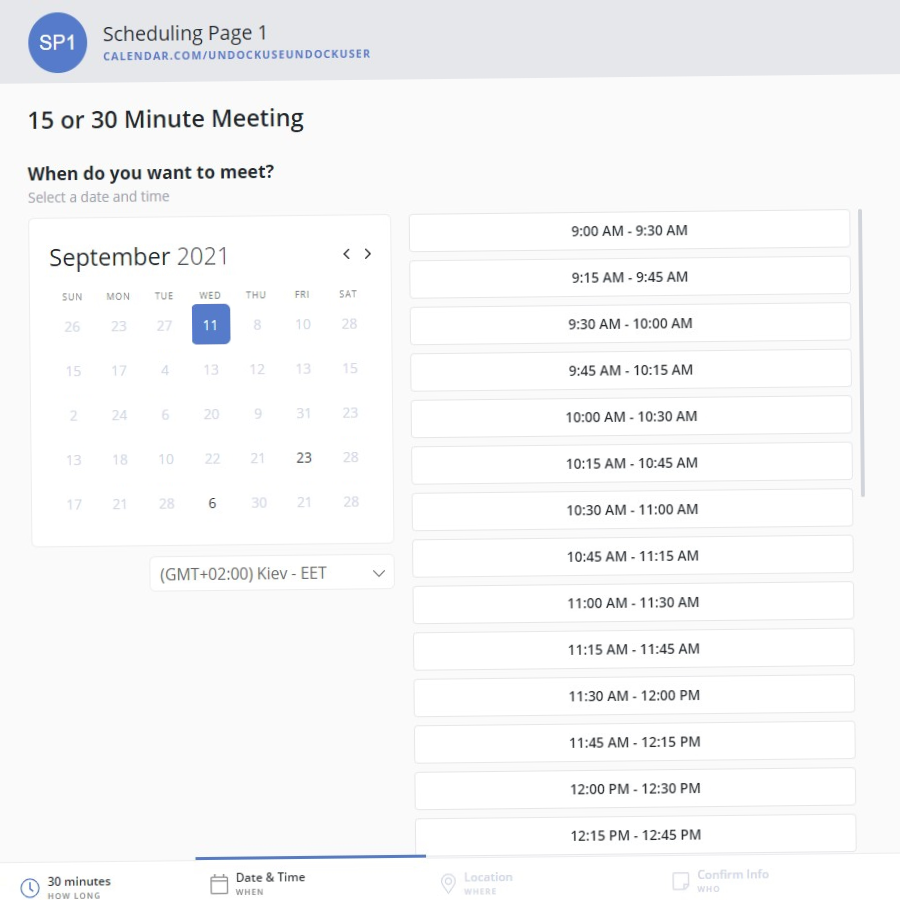 SP1
Scheduling Page 1
CALENDAR.COM/UNDOCKUSEUNDOCKUSER
15 or 30 Minute Meeting
When do you want to meet?
Select a date and time
September 2021
SUN MON TUE WED THU FRI SAT
26 23 27 11 8 10 28
15 17 4 13 12 13 15
2 24 6 20 9 31 23
13 18 10 22 21 23 28
17 21 28 6 30 21 28
(GMT+02:00) Kiev - EET
9:00 AM - 9:30 AM
9:15 AM - 9:45 AM
9:30 AM - 10:00 AM
9:45 AM - 10:15 AM
10:00 AM - 10:30 AM
10:15 AM - 10:45 AM
10:30 AM - 11:00 AM
10:45 AM - 11:15 AM
11:00 AM - 11:30 AM
11:15 AM - 11:45 AM
11:30 AM - 12:00 PM
11:45 AM - 12:15 PM
12:00 PM - 12:30 PM
12:15 PM - 12:45 PM
30 minutes
HOW LONG
Date & Time
WHEN
Location
WHERE
Confirm Info
WHO